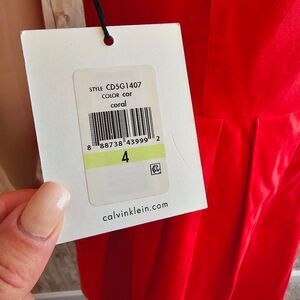 STYLE CD5G1407
COLOR cor
coral
8 88738 43999 2
4
calvinklein.com